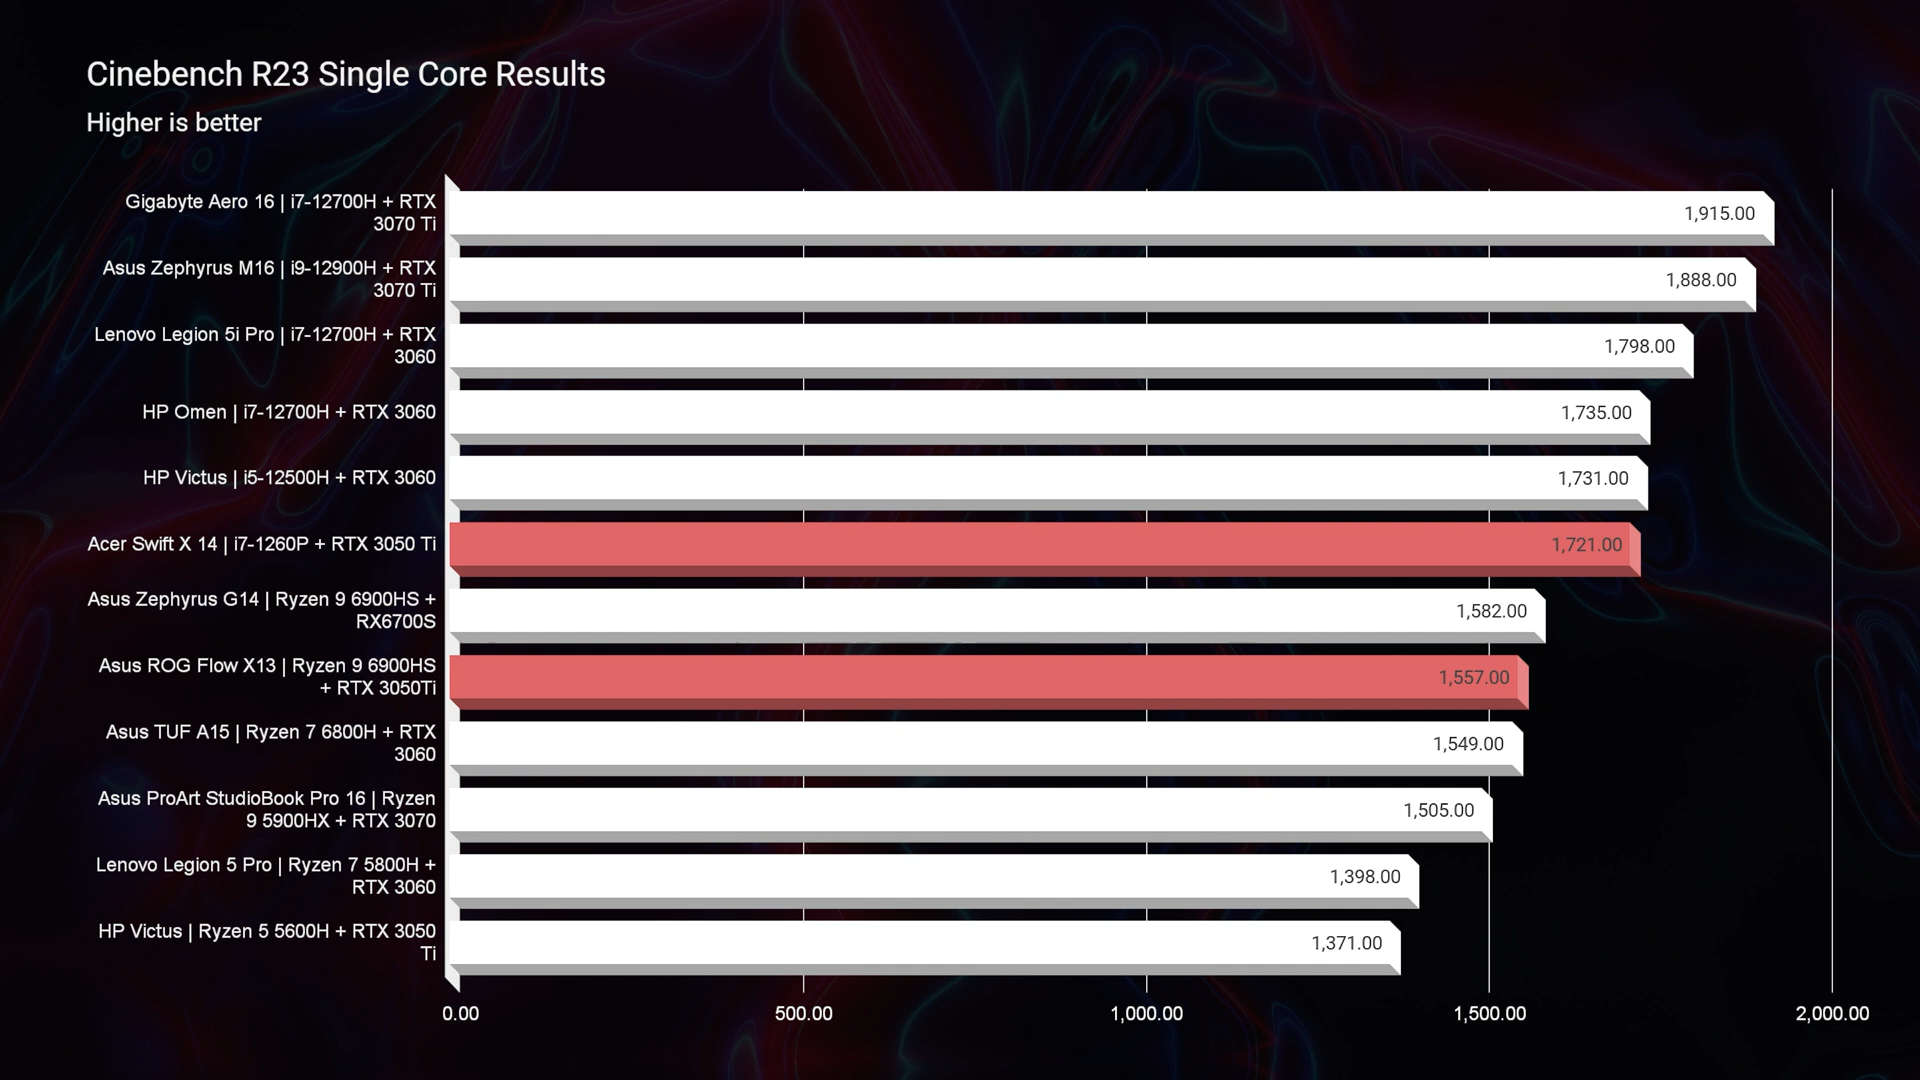 Cinebench R23 Single Core Results
Higher is better
Gigabyte Aero 16 | i7-12700H + RTX
3070 Ti
1,915.00
Asus Zephyrus M16 | i9-12900H + RTX
3070 Ti
1,888.00
Lenovo Legion 5i Pro | i7-12700H + RTX
3060
1,798.00
HP Omen | i7-12700H + RTX 3060
1,735.00
HP Victus | i5-12500H + RTX 3060
1,731.00
Acer Swift X 14 | i7-1260P + RTX 3050 Ti
1,721.00
Asus Zephyrus G14 | Ryzen 9 6900HS +
RX6700S
1,582.00
Asus ROG Flow X13 | Ryzen 9 6900HS
+ RTX 3050Ti
1,557.00
Asus TUF A15 | Ryzen 7 6800H + RTX
3060
1,549.00
Asus ProArt StudioBook Pro 16 | Ryzen
9 5900HX + RTX 3070
1,505.00
Lenovo Legion 5 Pro | Ryzen 7 5800H +
RTX 3060
1,398.00
HP Victus | Ryzen 5 5600H + RTX 3050
Ti
1,371.00
0.00 500.00 1,000.00 1,500.00 2,000.00